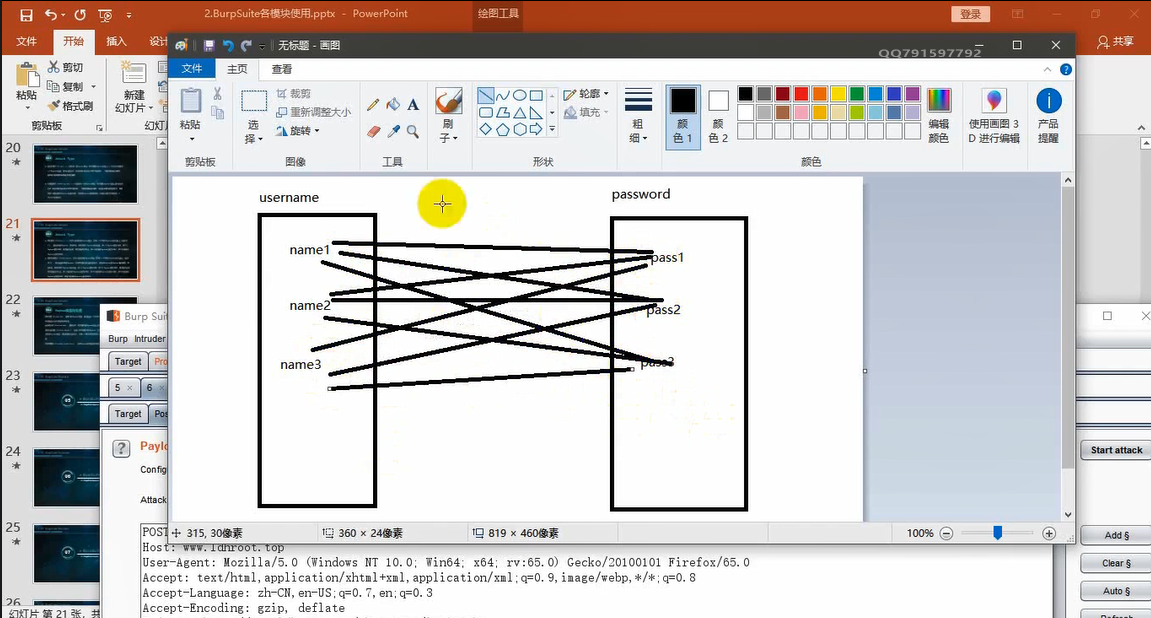 2.BurpSuite各模块使用.pptx - PowerPoint
绘图工具
登录
文件 开始 插入 设计
共享
粘贴
剪切
复制
格式刷
剪贴板
新建
幻灯片
20
21
22
23
24
25
26
幻灯片 第 21 张，共
无标题 - 画图
QQ791597792
文件 主页 查看
粘贴
剪贴板
选
择
裁剪
重新调整大小
旋转
图像
A
工具
刷
子
轮廓
填充
形状
粗
细
颜
色 1
颜
色 2
编辑
颜色
颜色
使用画图 3
D 进行编辑
产品
提醒
username
password
name1
pass1
name2
pass2
name3
pass3
315, 30像素
360 × 24像素
819 × 460像素
100%
Burp Suit
Burp Intruder
Target
5 × 6 ×
Target Pos
?
Paylo
Config
Attack
Start attack
Add §
Clear §
Auto §
Refresh
POST
Host: www.ldhroot.top
User-Agent: Mozilla/5.0 (Windows NT 10.0; Win64; x64; rv:65.0) Gecko/20100101 Firefox/65.0
Accept: text/html,application/xhtml+xml,application/xml;q=0.9,image/webp,*/*;q=0.8
Accept-Language: zh-CN,en-US;q=0.7,en;q=0.3
Accept-Encoding: gzip, deflate